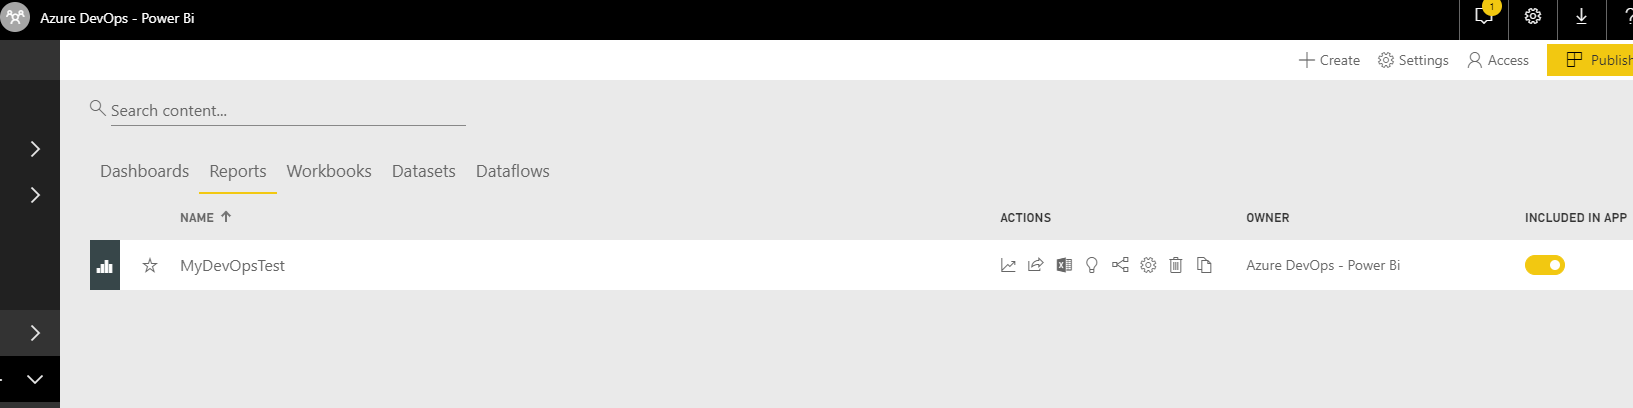 Azure DevOps - Power Bi
1
?
Create Settings Access Publish
Search content...
Dashboards Reports Workbooks Datasets Dataflows
NAME ACTIONS OWNER INCLUDED IN APP
MyDevOpsTest Azure DevOps - Power Bi